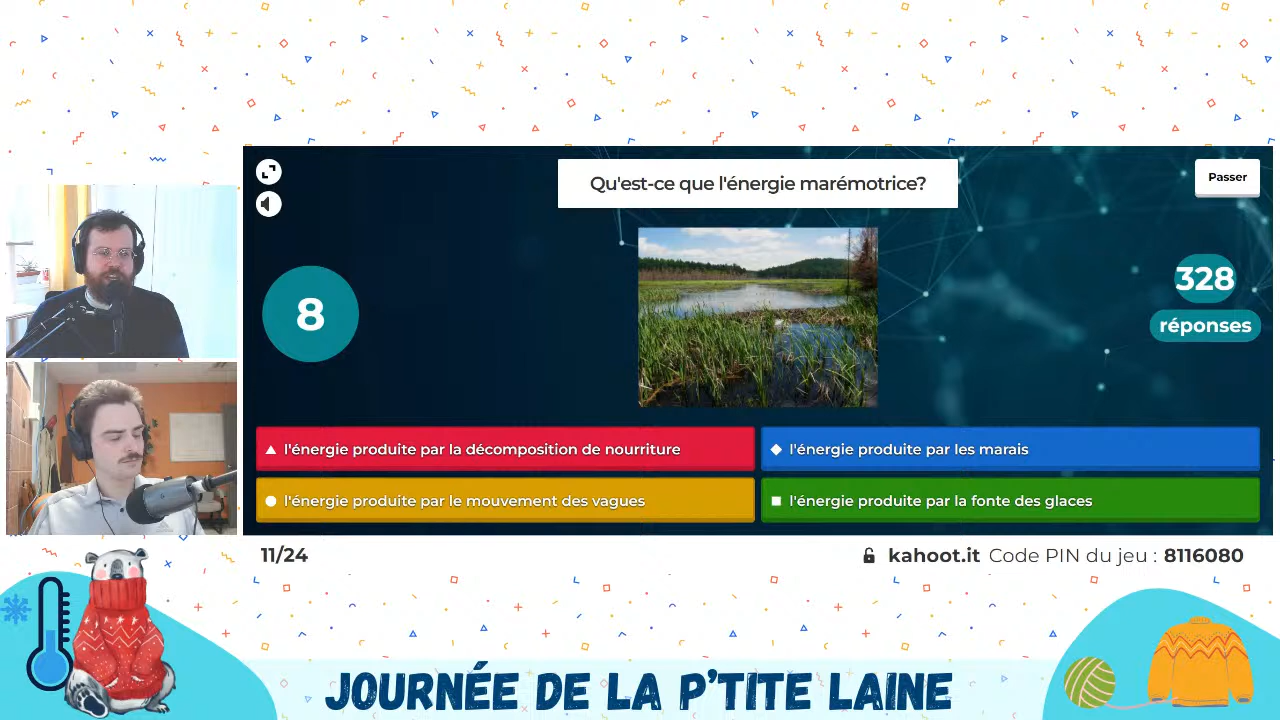 Qu'est-ce que l'énergie marémotrice?
Passer
8
328
réponses
l'énergie produite par la décomposition de nourriture
l'énergie produite par les marais
l'énergie produite par le mouvement des vagues
l'énergie produite par la fonte des glaces
11/24
kahoot.it Code PIN du jeu : 8116080
JOURNÉE DE LA P'TITE LAINE